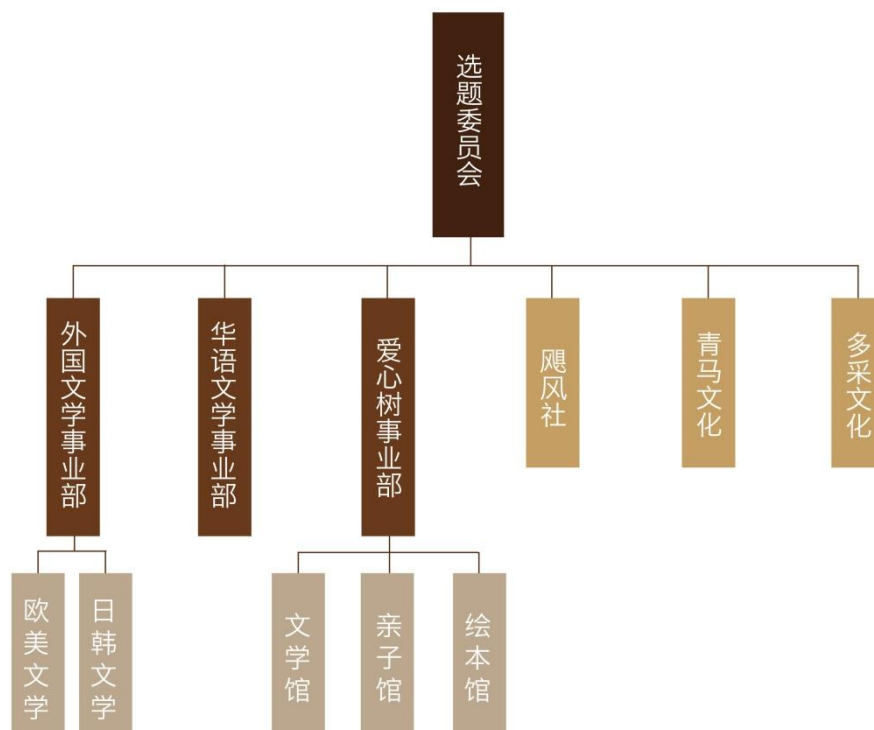 选题委员会
外国文学事业部
华语文学事业部
爱心树事业部
飓风社
青马文化
多采文化
欧美文学
日韩文学
文学馆
亲子馆
绘本馆